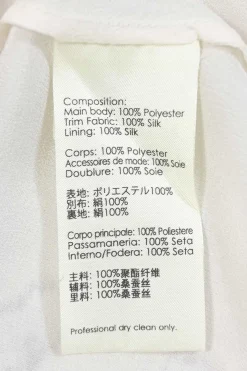 Composition:
Main body: 100% Polyester
Trim Fabric: 100% Silk
Lining: 100% Silk
Corps: 100% Polyester
Accessoires de mode: 100% Soie
Doublure: 100% Soie
表地: ポリエステル100%
別布: 絹100%
裏地: 絹100%
Corpo principale: 100% Poliestere
Passamaneria: 100% Seta
Interno/Fodera: 100% Seta
主料: 100%聚酯纤维
辅料: 100%桑蚕丝
里料: 100%桑蚕丝
Professional dry clean only.